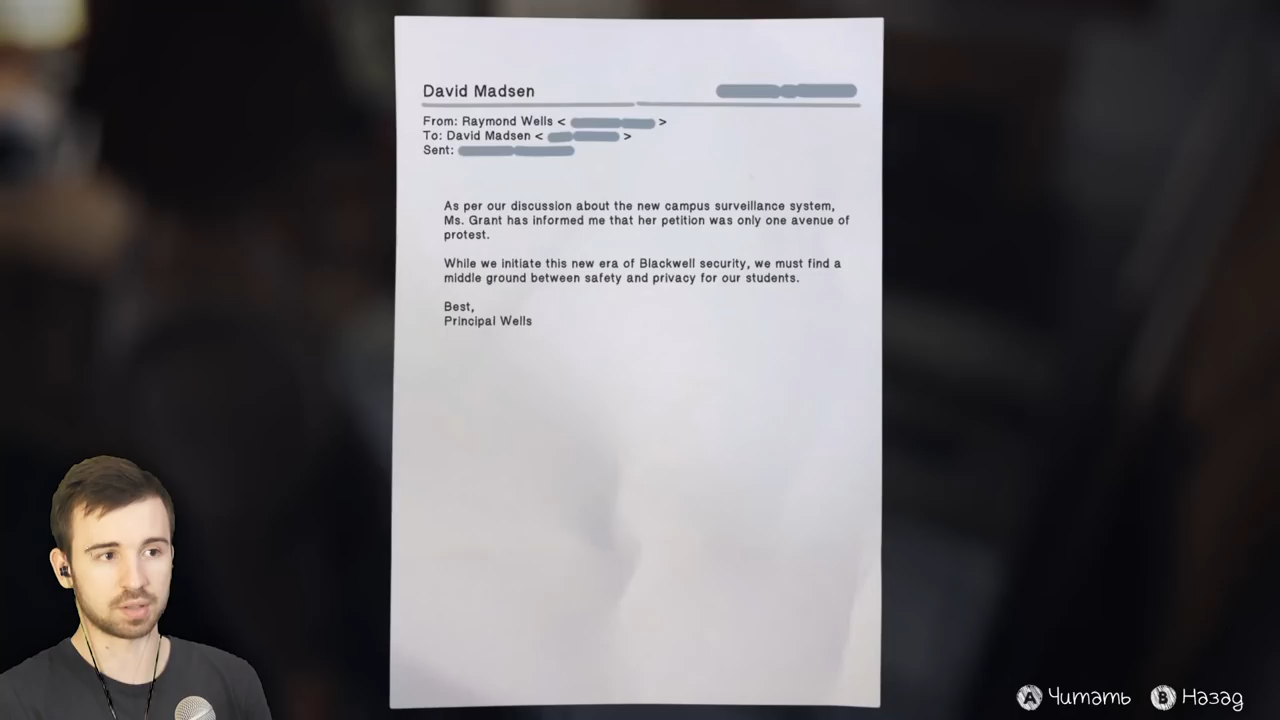 David Madsen
From: Raymond Wells < >
To: David Madsen < >
Sent:
As per our discussion about the new campus surveillance system,
Ms. Grant has informed me that her petition was only one avenue of
protest.
While we initiate this new era of Blackwell security, we must find a
middle ground between safety and privacy for our students.
Best,
Principal Wells
A Читать B Назад